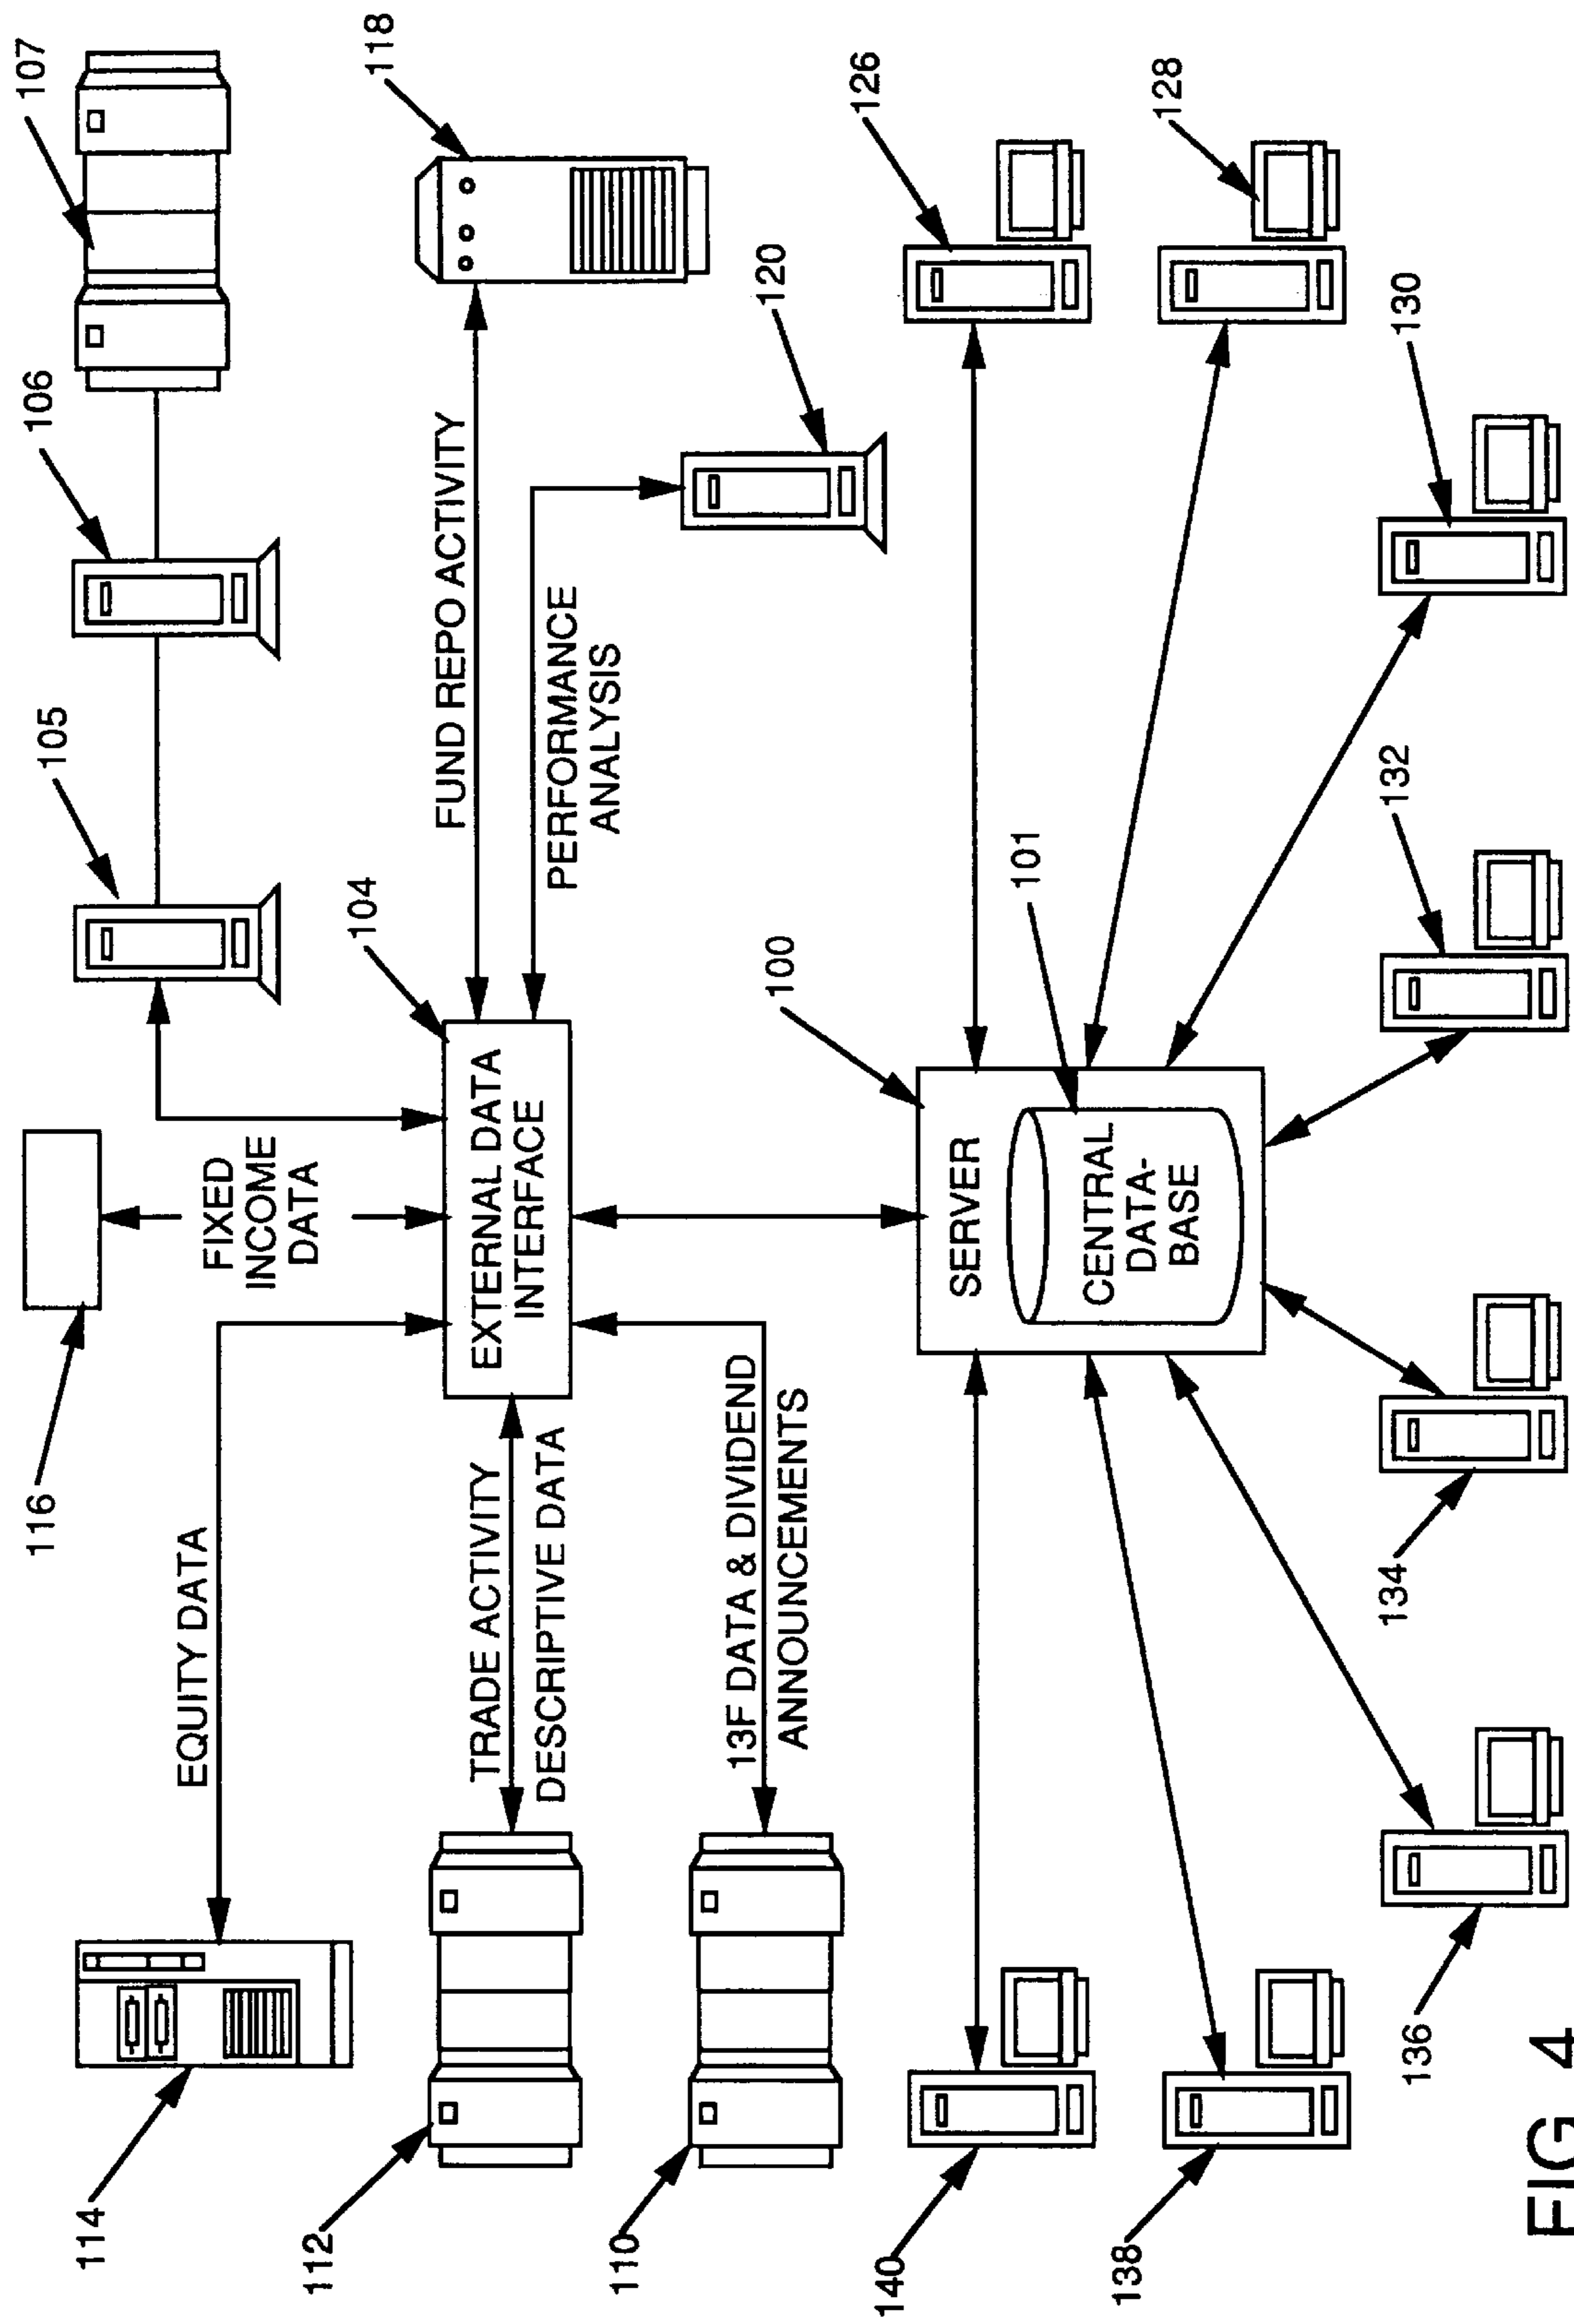 107
106
105
116
118
FIXED
INCOME
DATA
EQUITY DATA
114
104
FUND REPO ACTIVITY
EXTERNAL DATA
INTERFACE
TRADE ACTIVITY
DESCRIPTIVE DATA
112
PERFORMANCE
ANALYSIS
120
13F DATA & DIVIDEND
ANNOUNCEMENTS
110
100
101
SERVER
CENTRAL
DATA-
BASE
126
128
130
132
134
136
138
140
FIG. 4